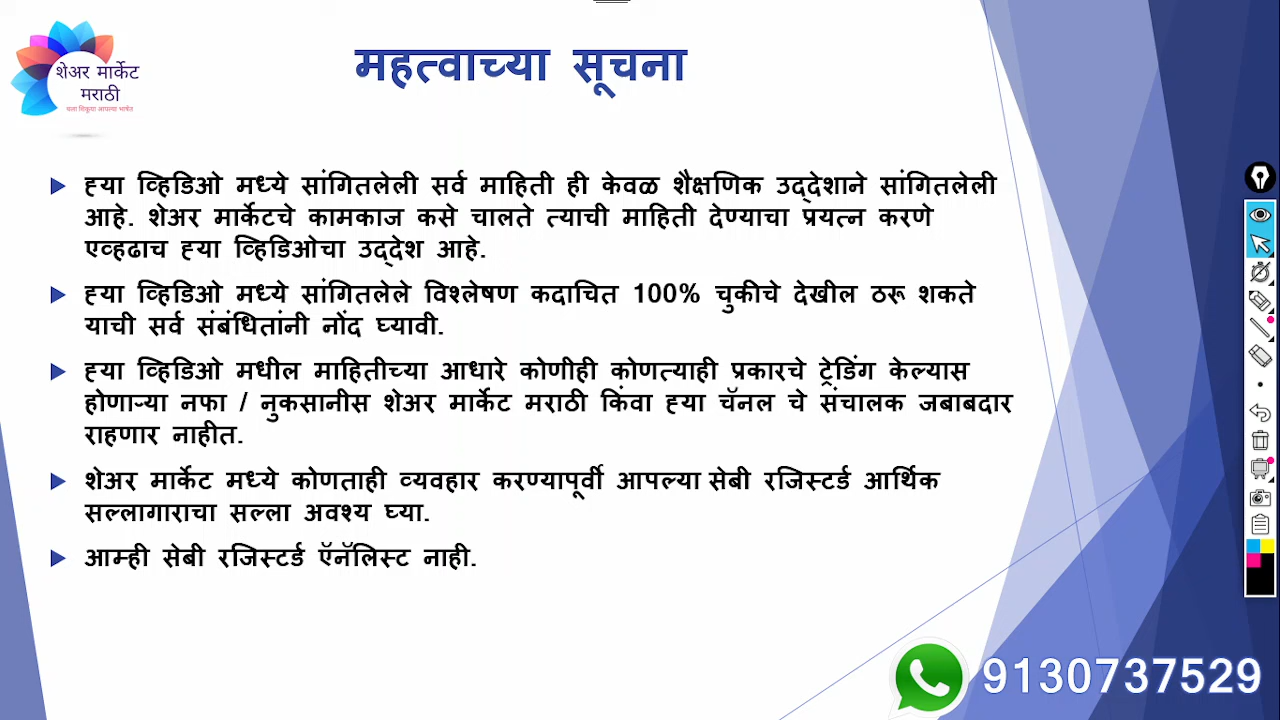 शेअर मार्केट
मराठी
चला शिकूया आपल्या भाषेत
महत्वाच्या सूचना
ह्या व्हिडिओ मध्ये सांगितलेली सर्व माहिती ही केवळ शैक्षणिक उद्देशाने सांगितलेली
आहे. शेअर मार्केटचे कामकाज कसे चालते त्याची माहिती देण्याचा प्रयत्न करणे
एव्हढाच ह्या व्हिडिओचा उद्देश आहे.
ह्या व्हिडिओ मध्ये सांगितलेले विश्लेषण कदाचित 100% चुकीचे देखील ठरू शकते
याची सर्व संबंधितांनी नोंद घ्यावी.
ह्या व्हिडिओ मधील माहितीच्या आधारे कोणीही कोणत्याही प्रकारचे ट्रेडिंग केल्यास
होणाऱ्या नफा / नुकसानीस शेअर मार्केट मराठी किंवा ह्या चॅनल चे संचालक जबाबदार
राहणार नाहीत.
शेअर मार्केट मध्ये कोणताही व्यवहार करण्यापूर्वी आपल्या सेबी रजिस्टर्ड आर्थिक
सल्लागाराचा सल्ला अवश्य घ्या.
आम्ही सेबी रजिस्टर्ड ऍनॅलिस्ट नाही.
9130737529